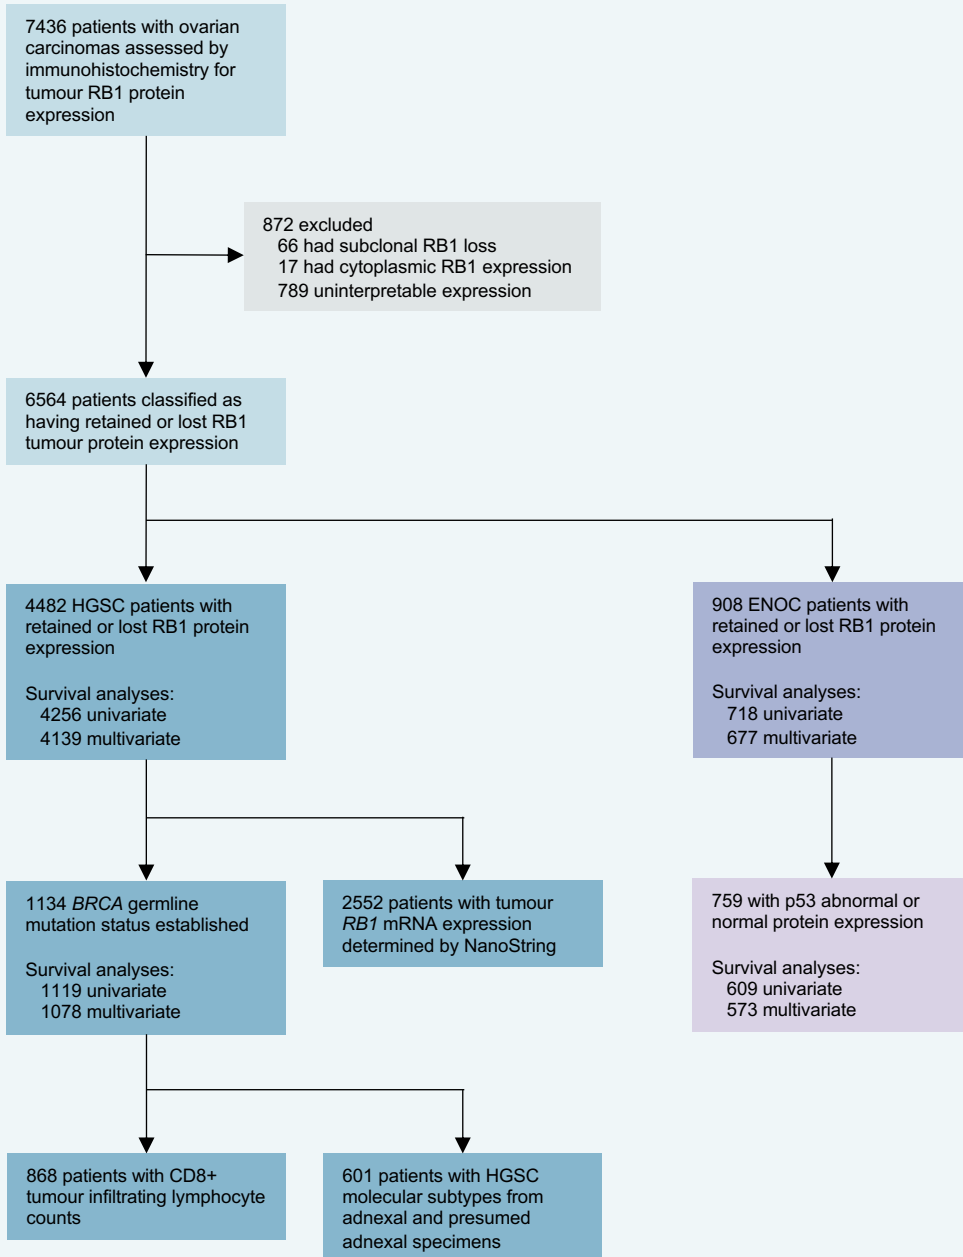 7436 patients with ovarian
carcinomas assessed by
immunohistochemistry for
tumour RB1 protein
expression
872 excluded
66 had subclonal RB1 loss
17 had cytoplasmic RB1 expression
789 uninterpretable expression
6564 patients classified as
having retained or lost RB1
tumour protein expression
4482 HGSC patients with
retained or lost RB1 protein
expression
Survival analyses:
4256 univariate
4139 multivariate
908 ENOC patients with
retained or lost RB1 protein
expression
Survival analyses:
718 univariate
677 multivariate
1134 BRCA germline
mutation status established
Survival analyses:
1119 univariate
1078 multivariate
2552 patients with tumour
RB1 mRNA expression
determined by NanoString
759 with p53 abnormal or
normal protein expression
Survival analyses:
609 univariate
573 multivariate
868 patients with CD8+
tumour infiltrating lymphocyte
counts
601 patients with HGSC
molecular subtypes from
adnexal and presumed
adnexal specimens